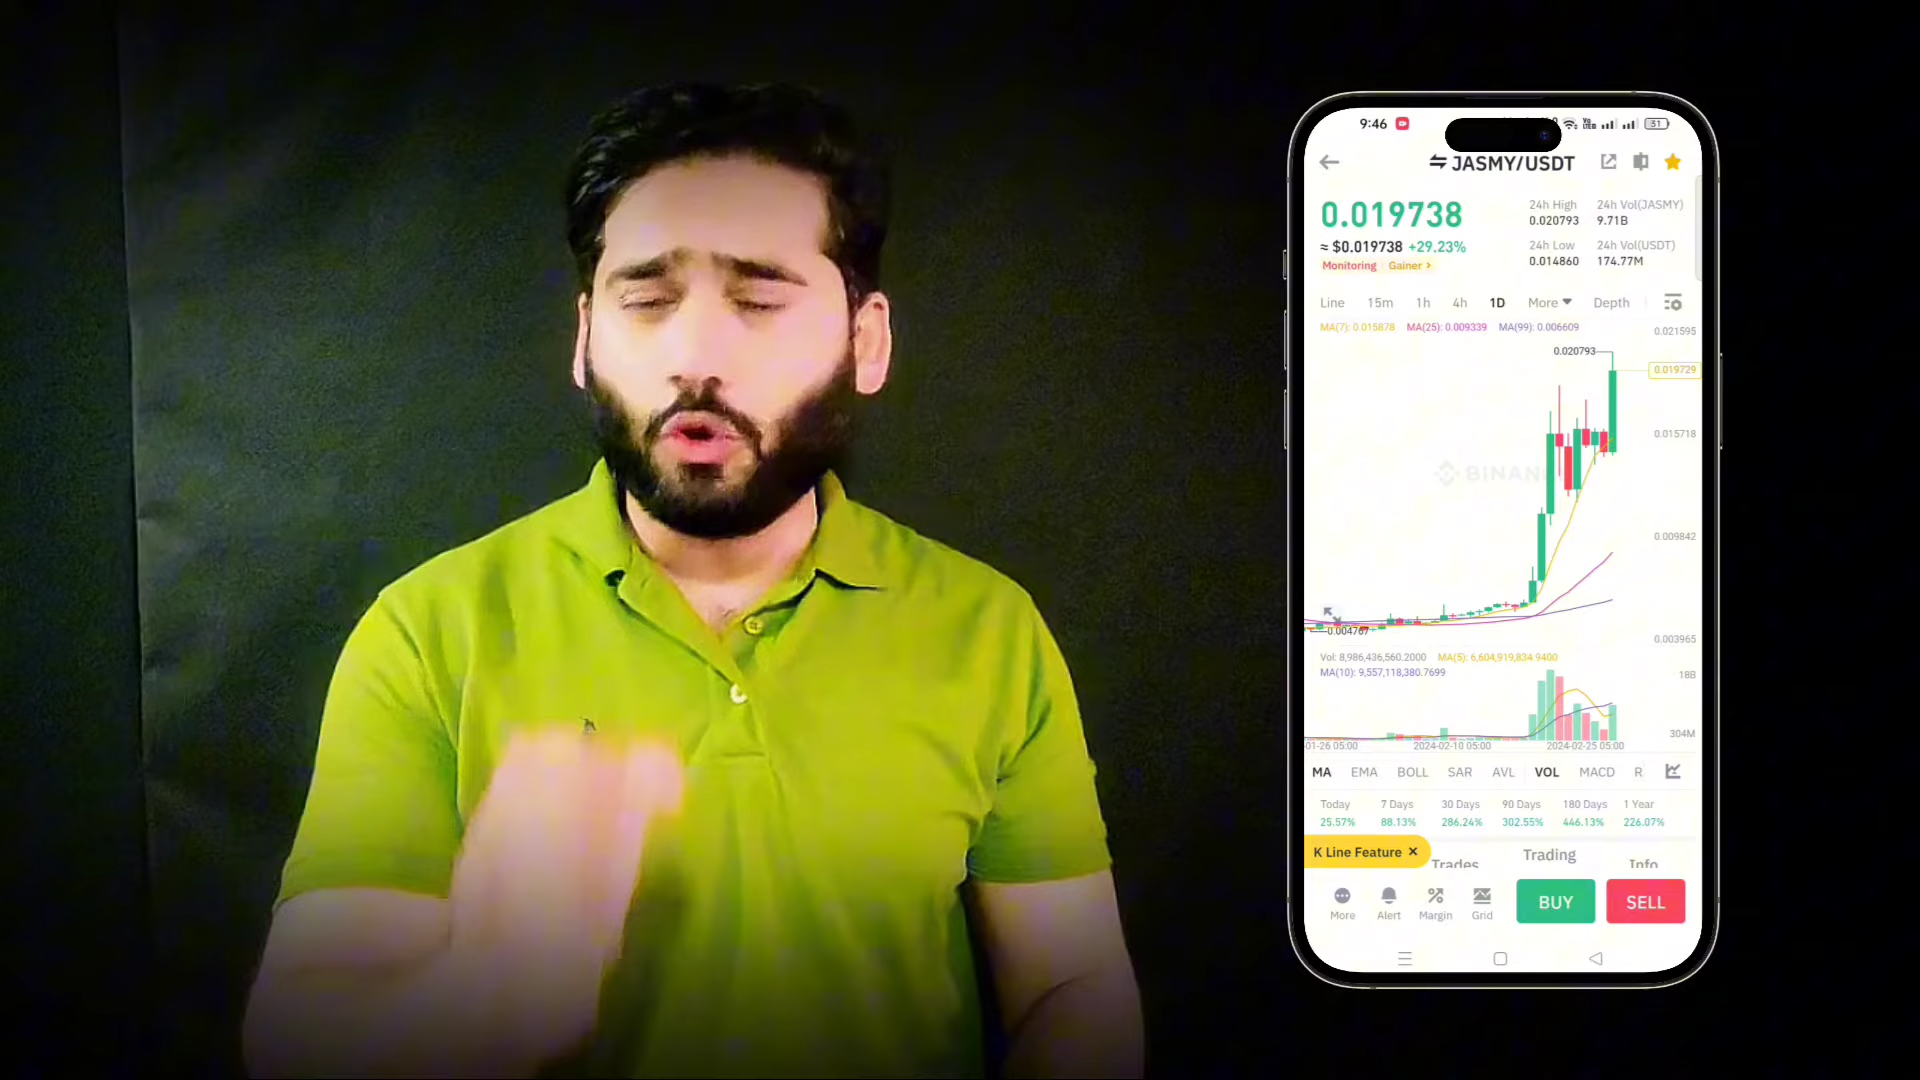 9:46
51
JASMY/USDT
0.019738
≈ $0.019738 +29.23%
Monitoring Gainer >
24h High
0.020793
24h Vol(JASMY)
9.71B
24h Low
0.014860
24h Vol(USDT)
174.77M
Line 15m 1h 4h 1D More Depth
MA(7): 0.015878 MA(25): 0.009339 MA(99): 0.006609
0.021595
0.020793
0.019729
0.015718
BINAN
0.009842
0.004767
0.003965
Vol: 8,986,436,560.2000 MA(5): 6,604,919,834.9400
MA(10): 9,557,118,380.7699
18B
304M
-01-26 05:00 2024-02-10 05:00 2024-02-25 05:00
MA EMA BOLL SAR AVL VOL MACD R
Today 7 Days 30 Days 90 Days 180 Days 1 Year
25.57% 88.13% 286.24% 302.55% 446.13% 226.07%
K Line Feature ×
Trades
Trading
Info
More Alert Margin Grid
BUY SELL